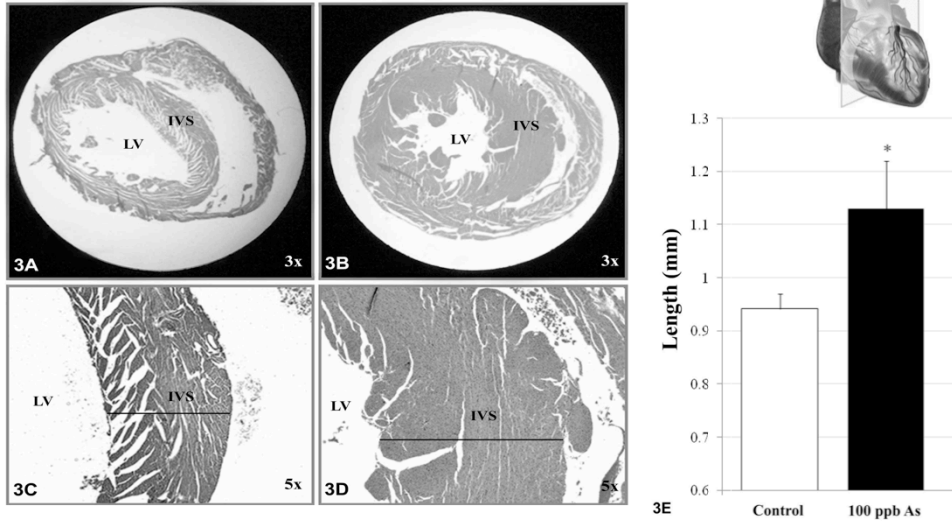 LV
IVS
3A
3x
LV
IVS
3B
3x
LV
IVS
3C
5x
LV
IVS
3D
5x
1.3
1.2
1.1
1
0.9
0.8
0.7
0.6
Length (mm)
*
Control
100 ppb As
3E